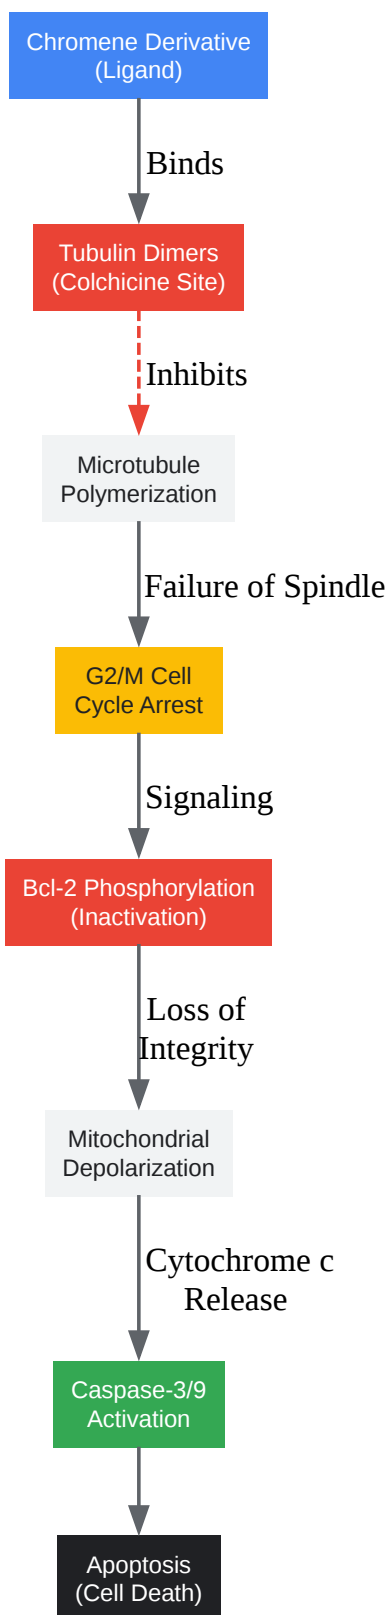 Chromene Derivative
(Ligand)
Binds
Tubulin Dimers
(Colchicine Site)
Inhibits
Microtubule
Polymerization
Failure of Spindle
G2/M Cell
Cycle Arrest
Signaling
Bcl-2 Phosphorylation
(Inactivation)
Loss of
Integrity
Mitochondrial
Depolarization
Cytochrome c
Release
Caspase-3/9
Activation
Apoptosis
(Cell Death)